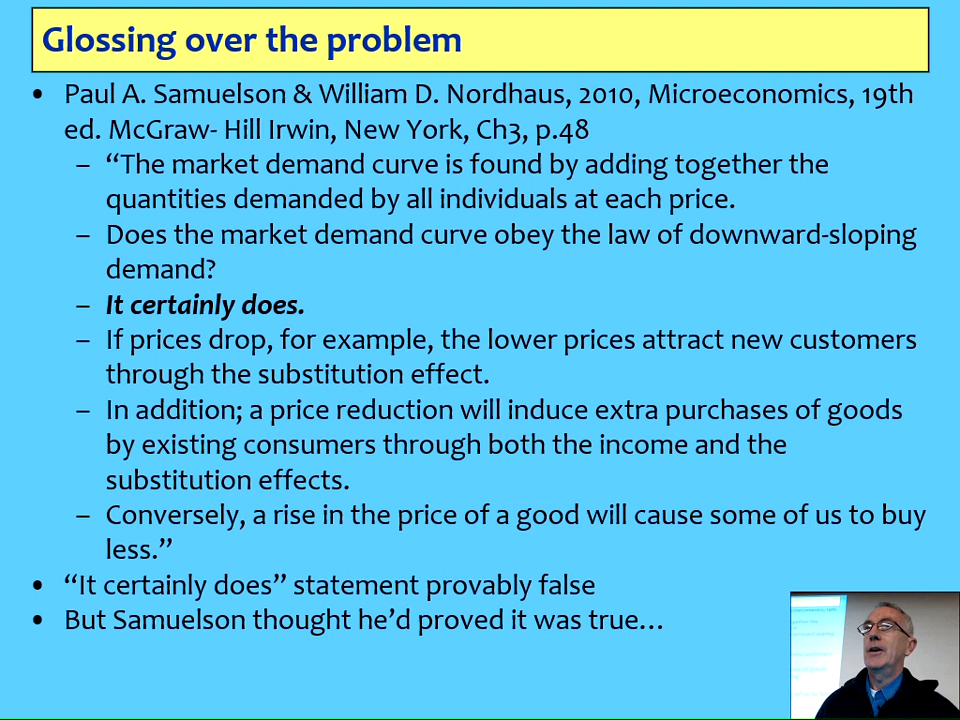 Glossing over the problem
• Paul A. Samuelson & William D. Nordhaus, 2010, Microeconomics, 19th
ed. McGraw- Hill Irwin, New York, Ch3, p.48
– “The market demand curve is found by adding together the
quantities demanded by all individuals at each price.
– Does the market demand curve obey the law of downward-sloping
demand?
– It certainly does.
– If prices drop, for example, the lower prices attract new customers
through the substitution effect.
– In addition; a price reduction will induce extra purchases of goods
by existing consumers through both the income and the
substitution effects.
– Conversely, a rise in the price of a good will cause some of us to buy
less.”
• “It certainly does” statement provably false
• But Samuelson thought he’d proved it was true…